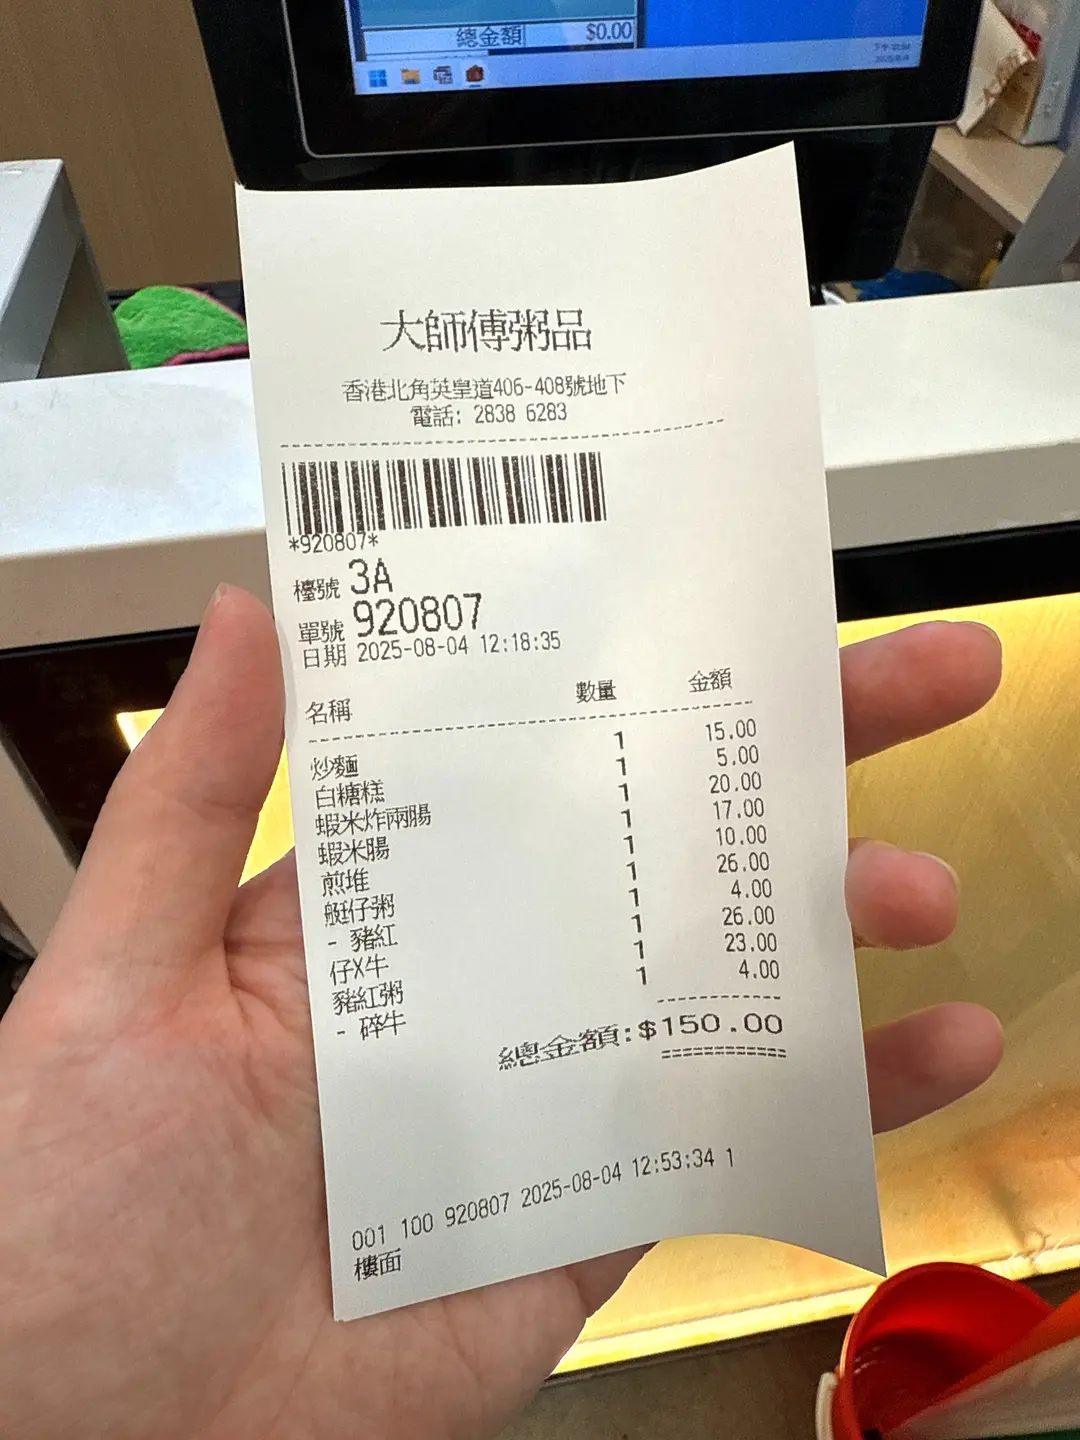 總金額 $0.00
大師傅粥品
香港北角英皇道406-408號地下
電話: 2838 6283
*920807*
檯號 3A
單號 920807
日期 2025-08-04 12:18:35
名稱 數量 金額
炒麵 1 15.00
白糖糕 1 5.00
蝦米炸兩腸 1 20.00
蝦米腸 1 17.00
煎堆 1 10.00
艇仔粥 1 26.00
- 豬紅 1 4.00
仔X牛 1 26.00
豬紅粥 1 23.00
- 碎牛 1 4.00
總金額:$150.00
001 100 920807 2025-08-04 12:53:34 1
樓面